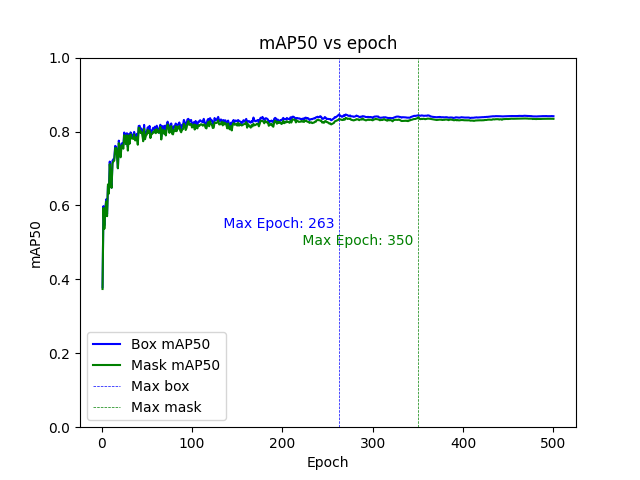 mAP50 vs epoch
mAP50
1.0
0.8
0.6
0.4
0.2
0.0
Max Epoch: 263
Max Epoch: 350
Box mAP50
Mask mAP50
Max box
Max mask
0 100 200 300 400 500
Epoch